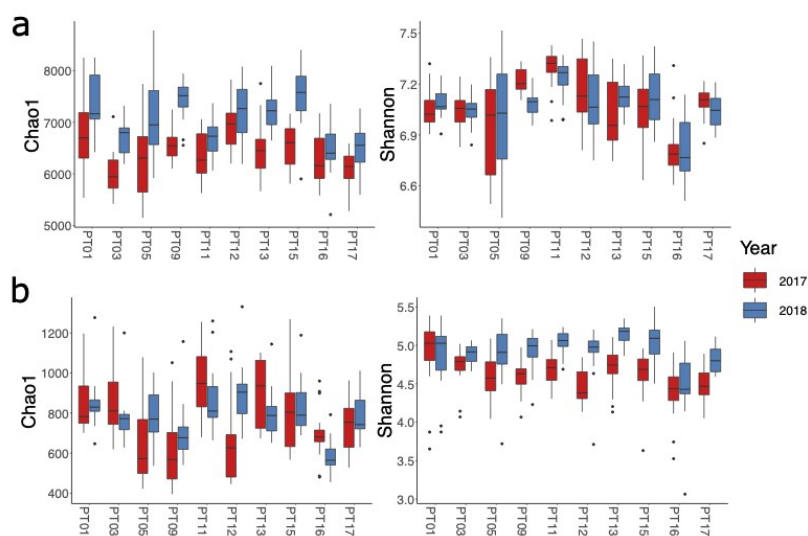 a
Chao1
8000
7000
6000
5000
PT01 PT03 PT05 PT09 PT11 PT12 PT13 PT15 PT16 PT17
Shannon
7.5
7.2
6.9
6.6
PT01 PT03 PT05 PT09 PT11 PT12 PT13 PT15 PT16 PT17
Year
2017
2018
b
Chao1
1200
1000
800
600
400
PT01 PT03 PT05 PT09 PT11 PT12 PT13 PT15 PT16 PT17
Shannon
5.5
5.0
4.5
4.0
3.5
3.0
PT01 PT03 PT05 PT09 PT11 PT12 PT13 PT15 PT16 PT17